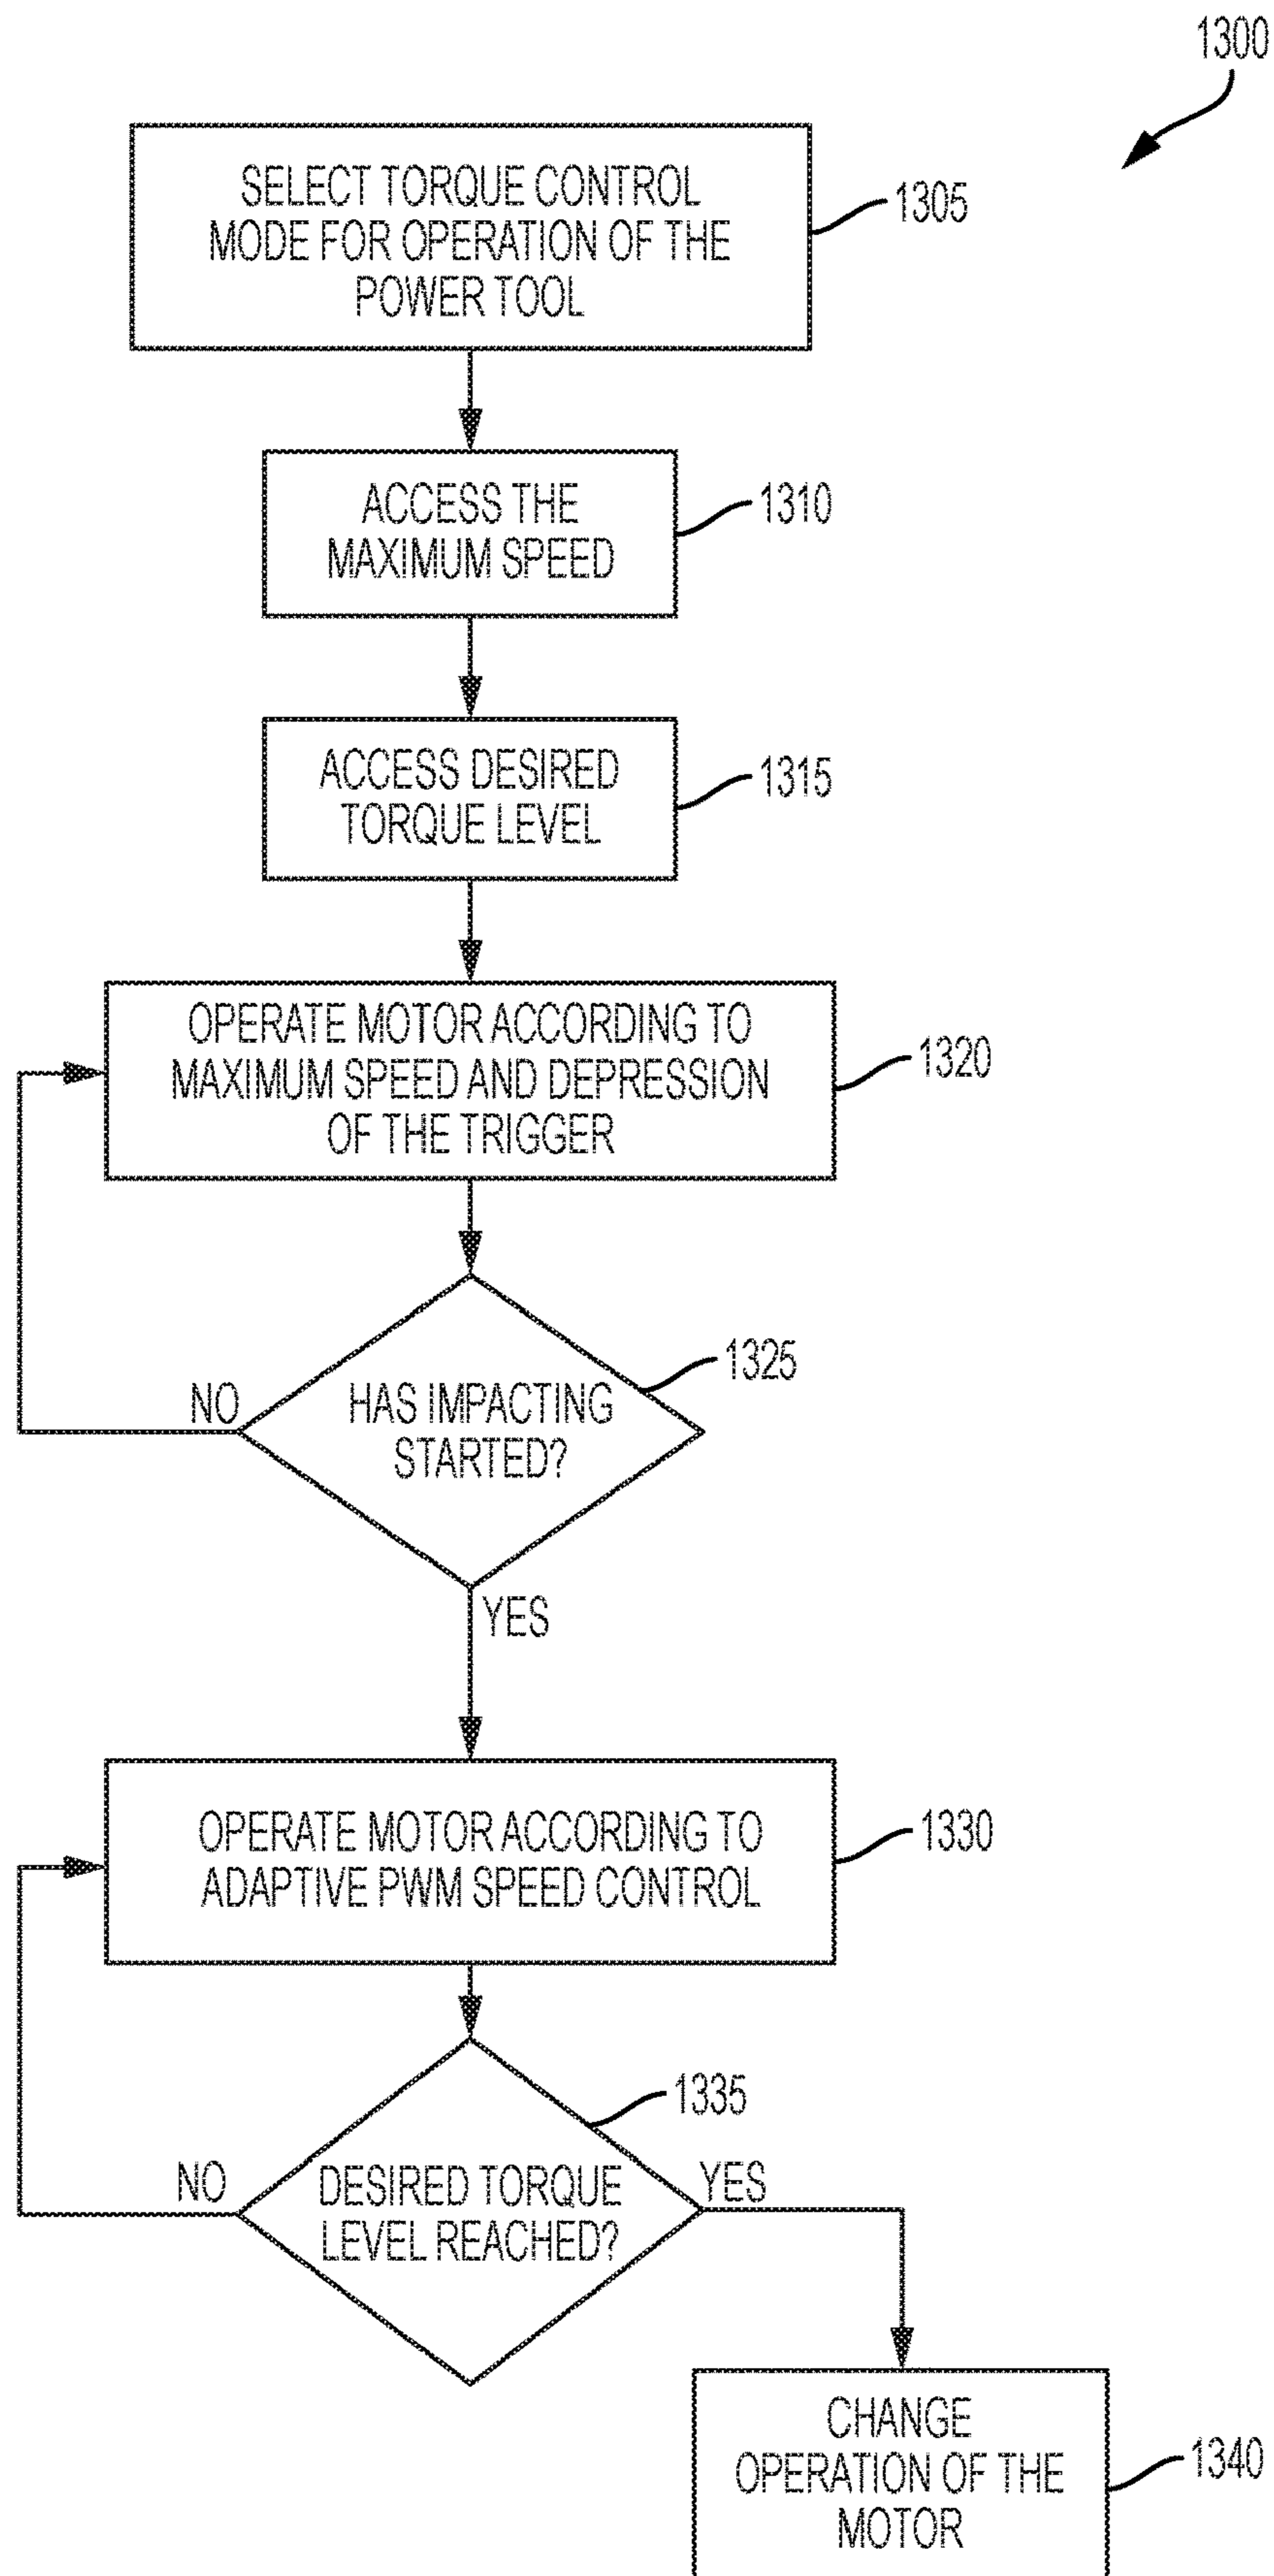 1300
SELECT TORQUE CONTROL
MODE FOR OPERATION OF THE
POWER TOOL
1305
ACCESS THE
MAXIMUM SPEED
1310
ACCESS DESIRED
TORQUE LEVEL
1315
OPERATE MOTOR ACCORDING TO
MAXIMUM SPEED AND DEPRESSION
OF THE TRIGGER
1320
HAS IMPACTING
STARTED?
1325
NO
YES
OPERATE MOTOR ACCORDING TO
ADAPTIVE PWM SPEED CONTROL
1330
DESIRED TORQUE
LEVEL REACHED?
1335
NO
YES
CHANGE
OPERATION OF THE
MOTOR
1340